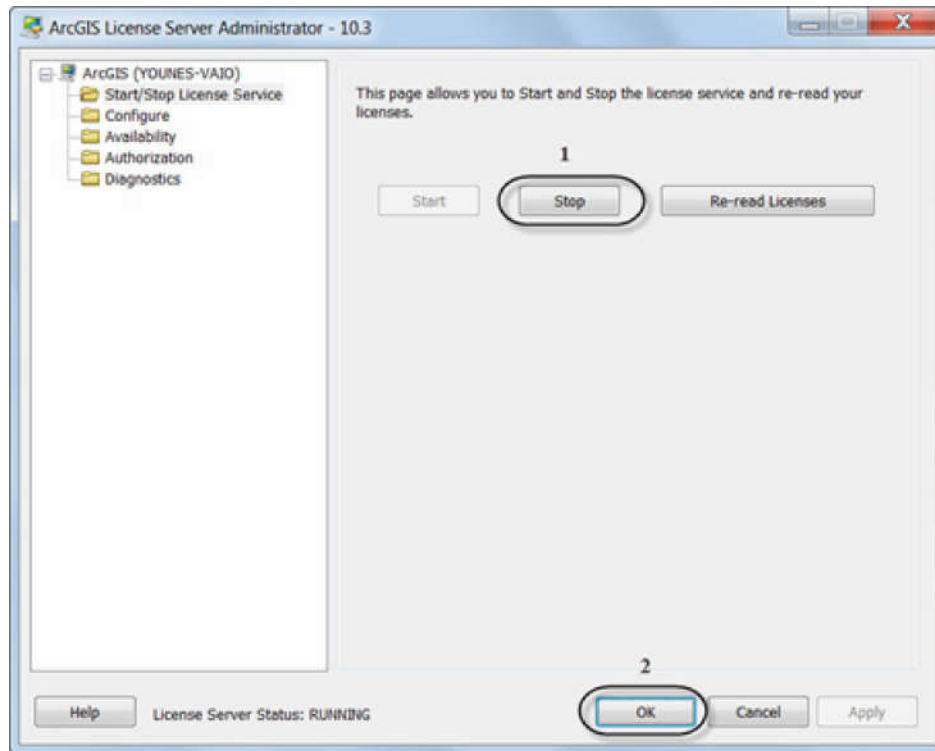 ArcGIS License Server Administrator - 10.3
X
ArcGIS (YOUNES-VAIO)
Start/Stop License Service
Configure
Availability
Authorization
Diagnostics
This page allows you to Start and Stop the license service and re-read your
licenses.
1
Start Stop Re-read Licenses
2
Help License Server Status: RUNNING OK Cancel Apply